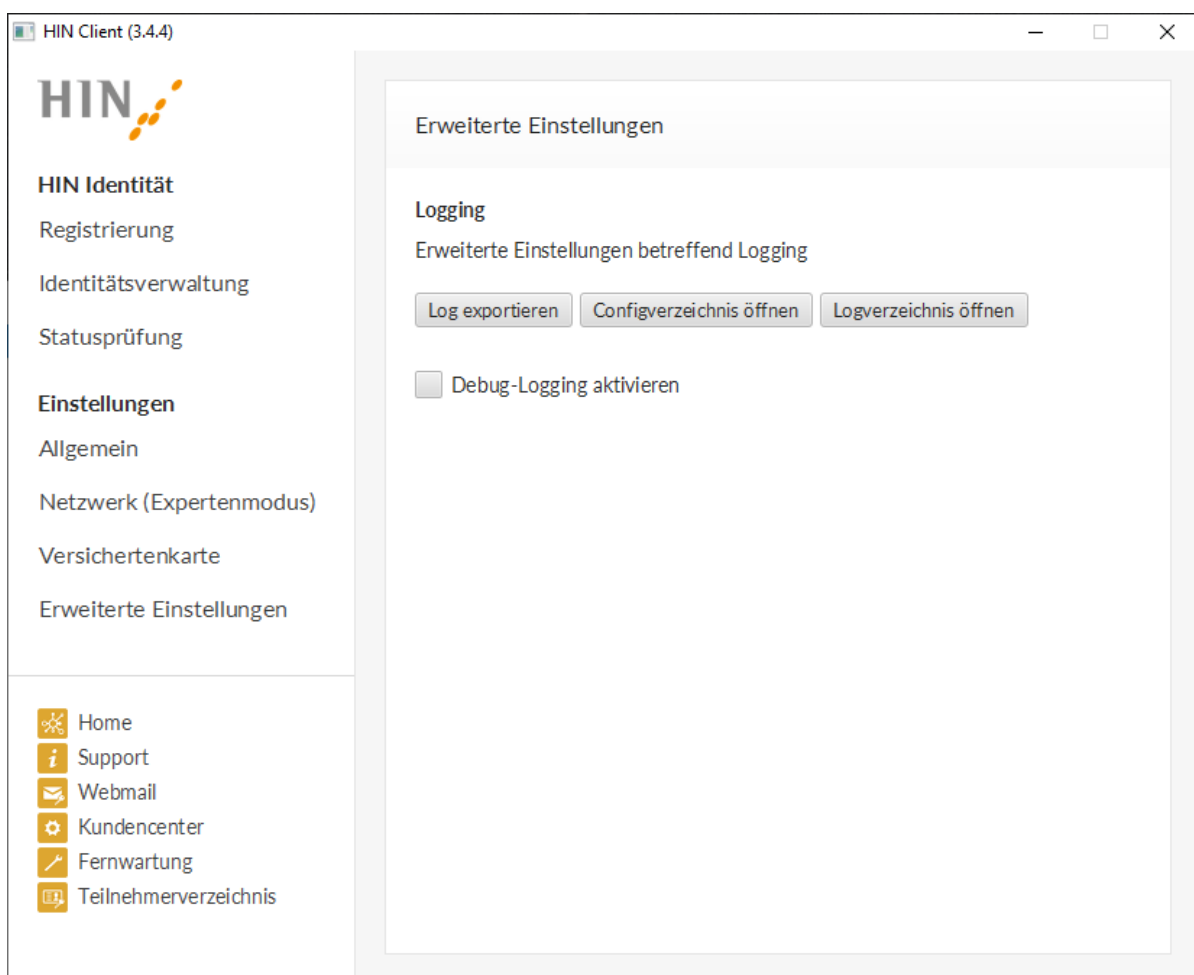 HIN Client (3.4.4)
HIN
HIN Identität
Registrierung
Identitätsverwaltung
Statusprüfung
Einstellungen
Allgemein
Netzwerk (Expertenmodus)
Versichertenkarte
Erweiterte Einstellungen
Home
Support
Webmail
Kundencenter
Fernwartung
Teilnehmerverzeichnis
Erweiterte Einstellungen
Logging
Erweiterte Einstellungen betreffend Logging
Log exportieren Configverzeichnis öffnen Logverzeichnis öffnen
Debug-Logging aktivieren